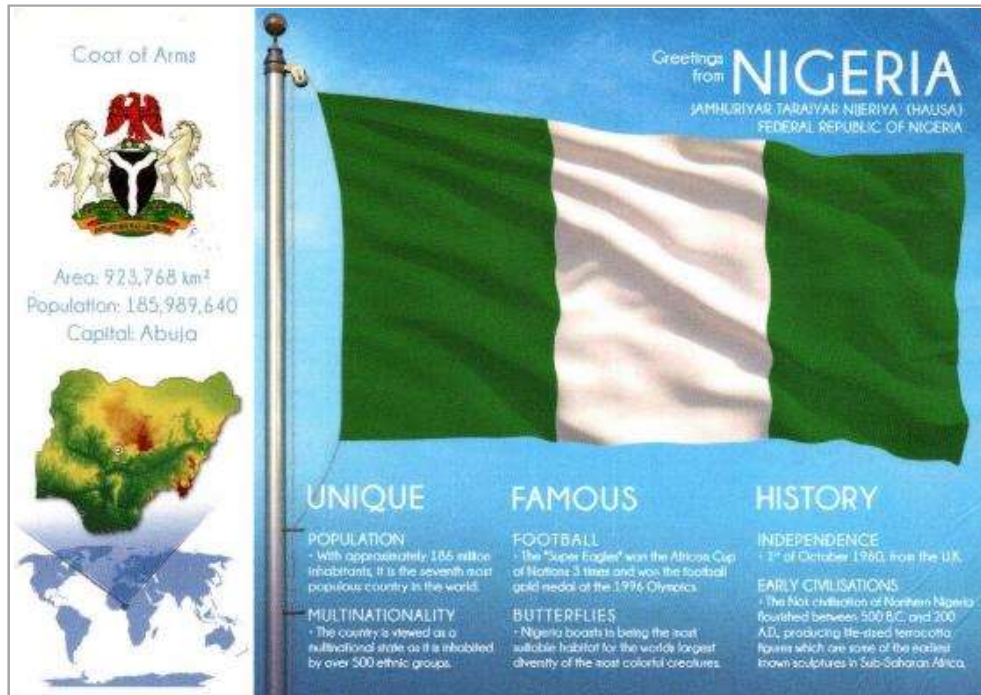 Coat of Arms
Area: 923,768 km²
Population: 185,989,640
Capital: Abuja
Greetings
from
NIGERIA
JAMHURIYAR TARAIYAR NIJERIYA (HAUSA)
FEDERAL REPUBLIC OF NIGERIA
UNIQUE
POPULATION
• With approximately 186 million
inhabitants, it is the seventh most
populous country in the world.
MULTINATIONALITY
• The country is viewed as a
multinational state as it is inhabited
by over 500 ethnic groups.
FAMOUS
FOOTBALL
• The "Super Eagles" won the African Cup
of Nations 3 times and won the football
gold medal at the 1996 Olympics.
BUTTERFLIES
• Nigeria boasts in being the most
suitable habitat for the worlds largest
diversity of the most colorful creatures.
HISTORY
INDEPENDENCE
• 1st of October 1960, from the U.K.
EARLY CIVILISATIONS
• The Nok civilisation of Northern Nigeria
flourished between 500 B.C. and 200
A.D., producing life-sized terracotta
figures which are some of the earliest
known sculptures in Sub-Saharan Africa.